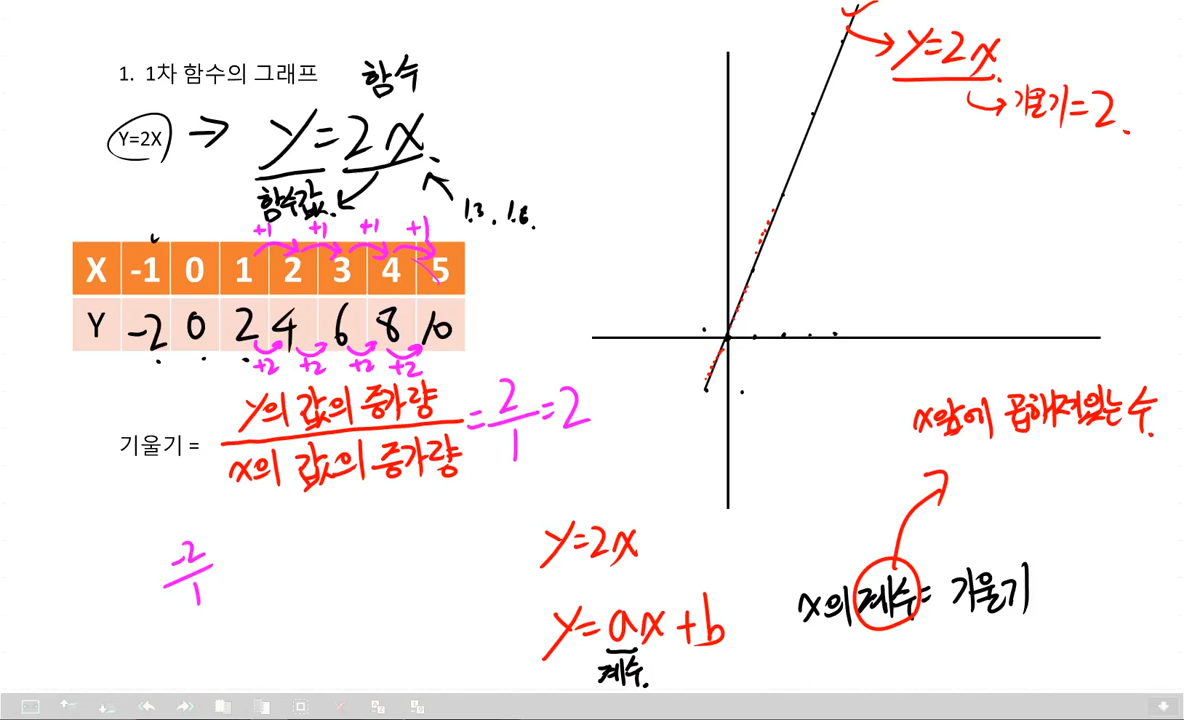 1. 1차 함수의 그래프
함수
Y=2X → y=2x.
함수값.
1.3, 1.6.
+1 +1 +1 +1
X -1 0 1 2 3 4 5
Y -2 0 2 4 6 8 10
+2 +2 +2 +2
기울기 = y의 값의 증가량 / x의 값의 증가량 = 2/1 = 2
-2/1
y=2x.
기울기=2.
x앞에 곱해져있는 수.
y=2x
y=ax+b
계수.
x의 계수= 기울기